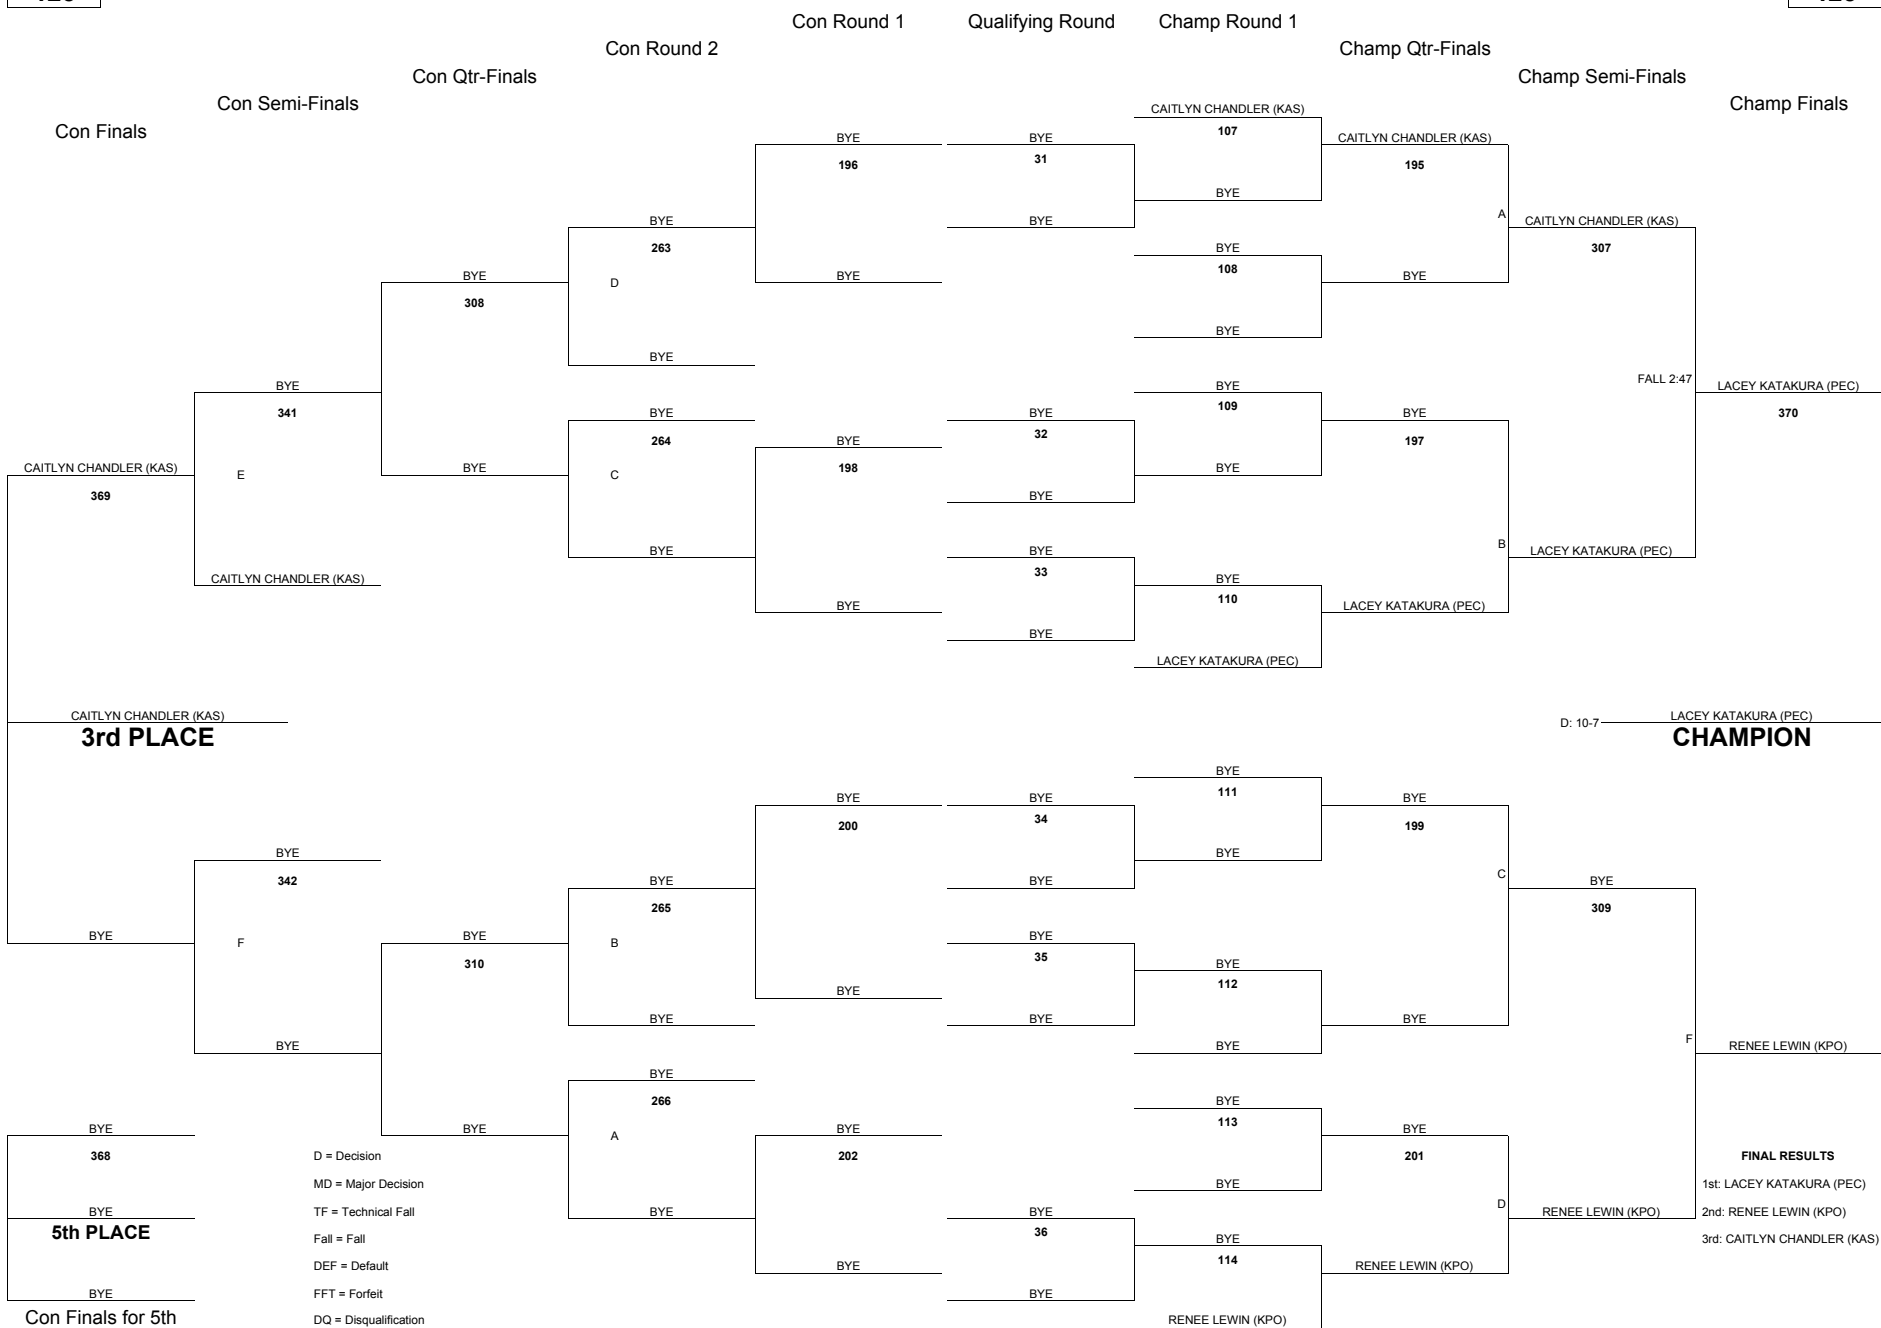 Con Round 1 Qualifying Round Champ Round 1
Con Round 2 Champ Qtr-Finals
Con Qtr-Finals Champ Semi-Finals
Con Semi-Finals Champ Finals
Con Finals
CAITLYN CHANDLER (KAS)
107
BYE BYE CAITLYN CHANDLER (KAS)
31
196 195
BYE
A
BYE BYE CAITLYN CHANDLER (KAS)
263 BYE 307
108
BYE D BYE BYE
308
BYE
BYE
FALL 2:47
BYE BYE LACEY KATAKURA (PEC)
109
341 BYE BYE BYE 370
32
264 BYE 197
CAITLYN CHANDLER (KAS) E BYE C 198 BYE
369 BYE
B
BYE BYE LACEY KATAKURA (PEC)
33
CAITLYN CHANDLER (KAS) BYE
110
BYE LACEY KATAKURA (PEC)
BYE
LACEY KATAKURA (PEC)
CAITLYN CHANDLER (KAS) D: 10-7 LACEY KATAKURA (PEC)
3rd PLACE CHAMPION
BYE
111
BYE BYE BYE
34
200 199
BYE BYE
C
342 BYE BYE BYE
265 309
BYE F BYE B BYE
35
310 BYE
112
BYE
BYE BYE BYE
F
BYE BYE RENEE LEWIN (KPO)
BYE
266 BYE
113
BYE BYE A BYE BYE
368 D = Decision 202 201 FINAL RESULTS
MD = Major Decision BYE 1st: LACEY KATAKURA (PEC)
D
BYE TF = Technical Fall BYE BYE RENEE LEWIN (KPO) 2nd: RENEE LEWIN (KPO)
5th PLACE 36
Fall = Fall BYE 3rd: CAITLYN CHANDLER (KAS)
114
DEF = Default BYE RENEE LEWIN (KPO)
BYE FFT = Forfeit BYE
Con Finals for 5th DQ = Disqualification RENEE LEWIN (KPO)